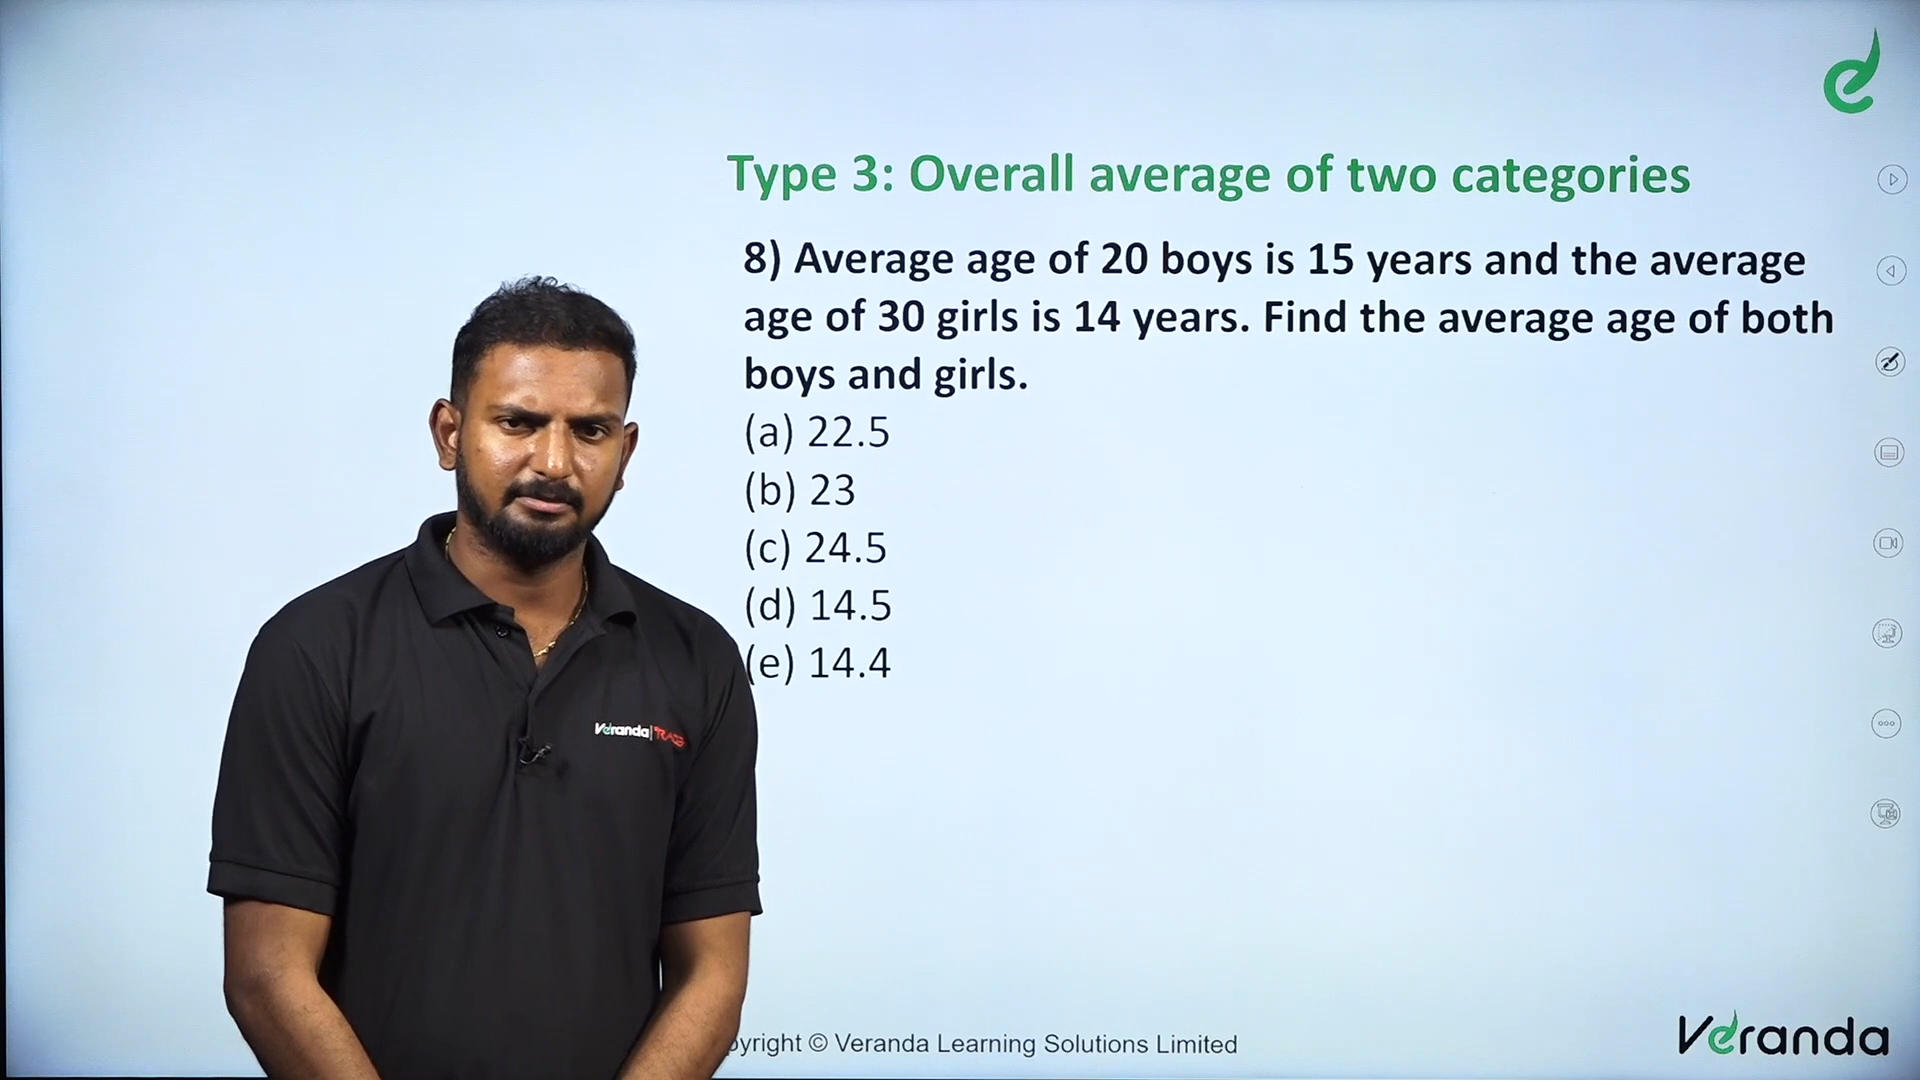 Type 3: Overall average of two categories
8) Average age of 20 boys is 15 years and the average
age of 30 girls is 14 years. Find the average age of both
boys and girls.
(a) 22.5
(b) 23
(c) 24.5
(d) 14.5
(e) 14.4
Veranda RACE
pyright © Veranda Learning Solutions Limited
Veranda